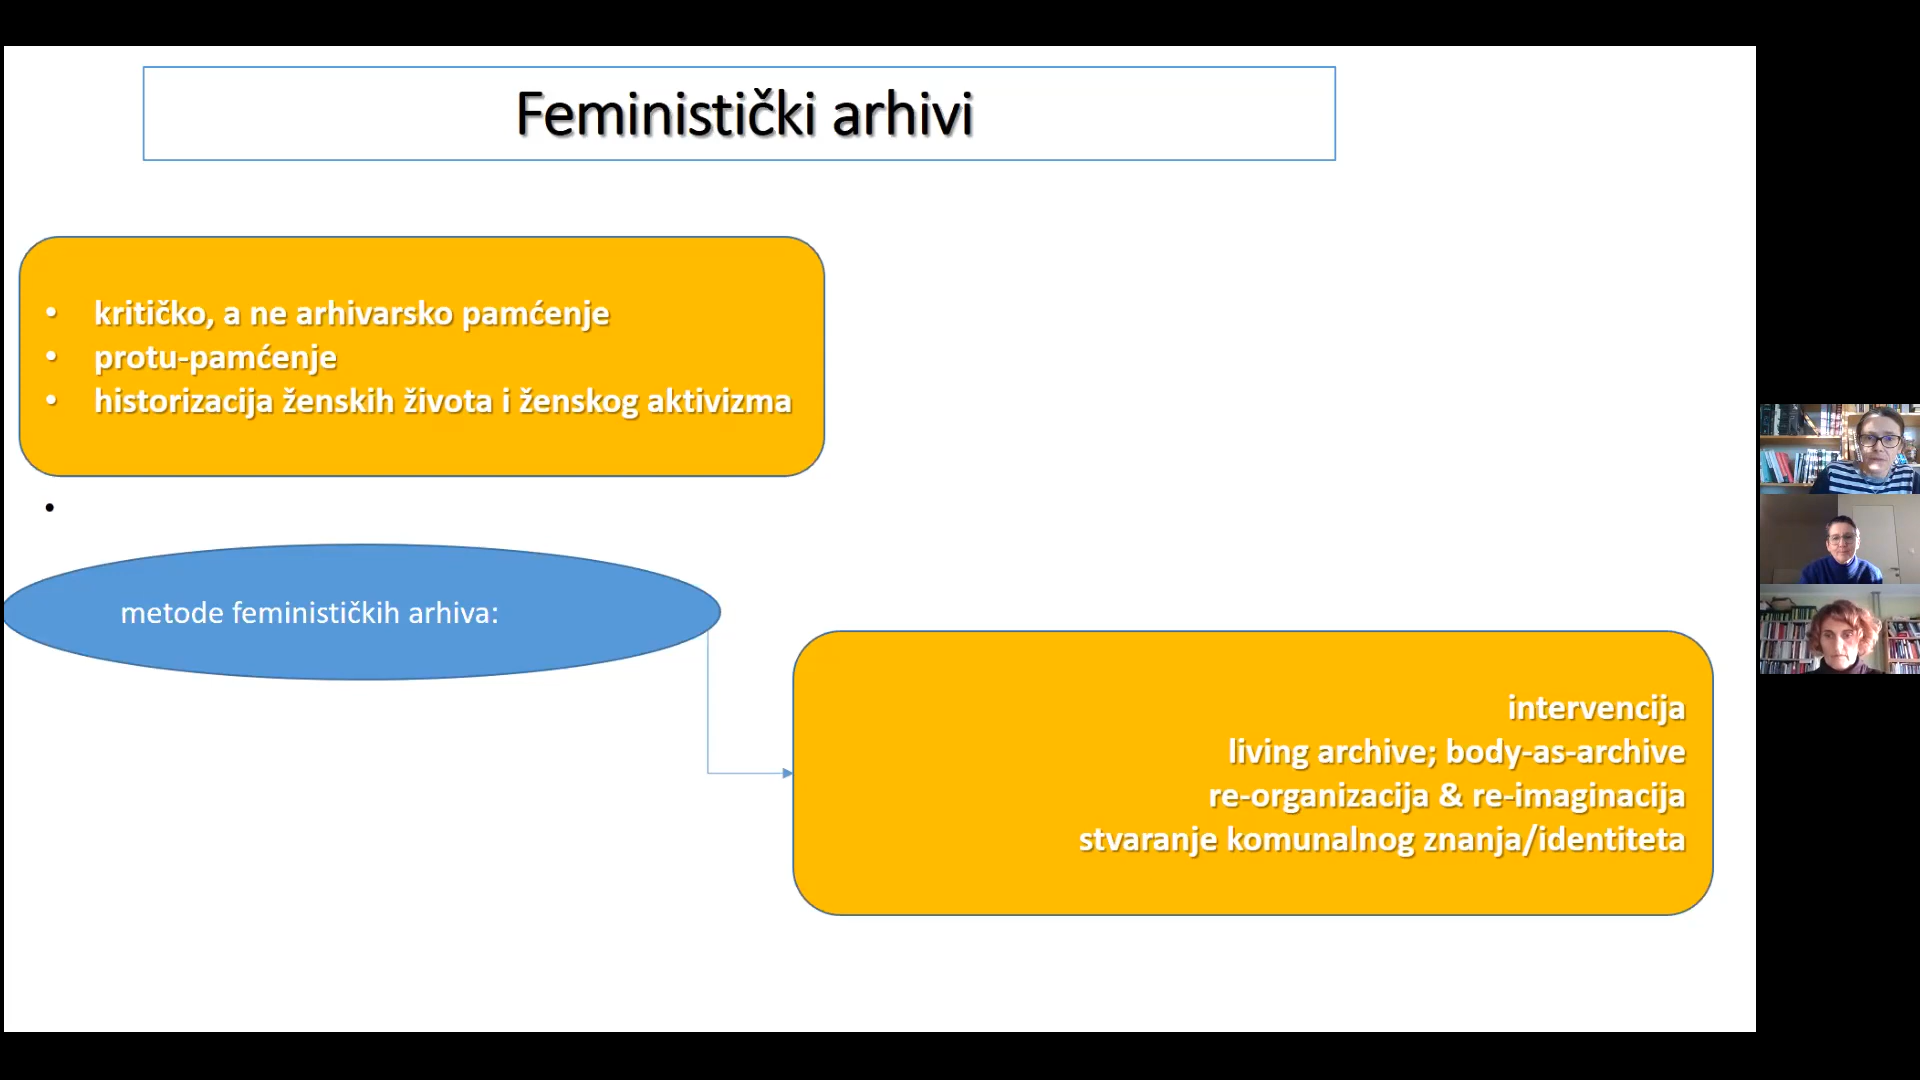 Feministički arhivi
• kritičko, a ne arhivarsko pamćenje
• protu-pamćenje
• historizacija ženskih života i ženskog aktivizma
•
metode feminističkih arhiva:
intervencija
living archive; body-as-archive
re-organizacija & re-imaginacija
stvaranje komunalnog znanja/identiteta